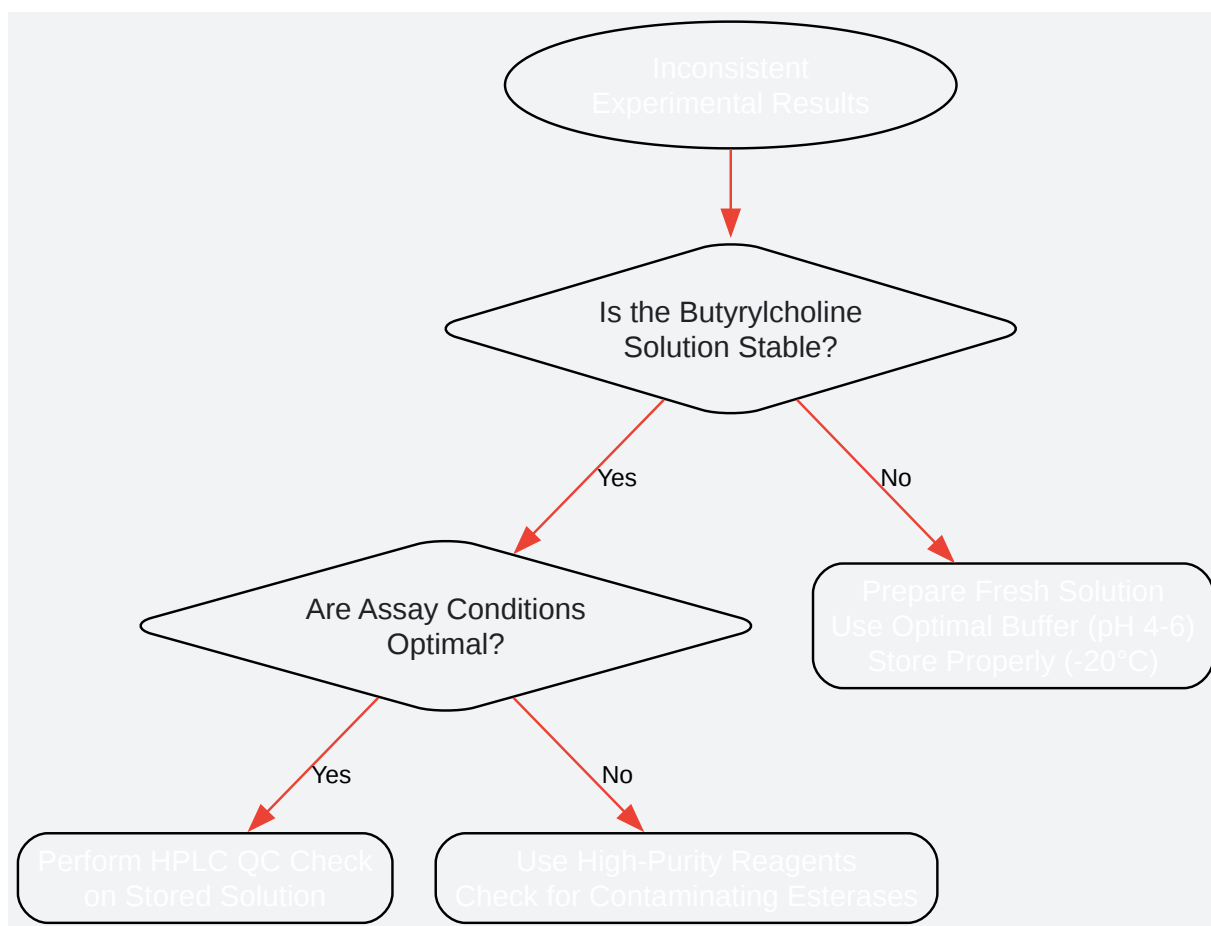 Inconsistent
Experimental Results
Is the Butyrylcholine
Solution Stable?
Yes
No
Are Assay Conditions
Optimal?
Prepare Fresh Solution
Use Optimal Buffer (pH 4-6)
Store Properly (-20°C)
Yes
No
Perform HPLC QC Check
on Stored Solution
Use High-Purity Reagents
Check for Contaminating Esterases